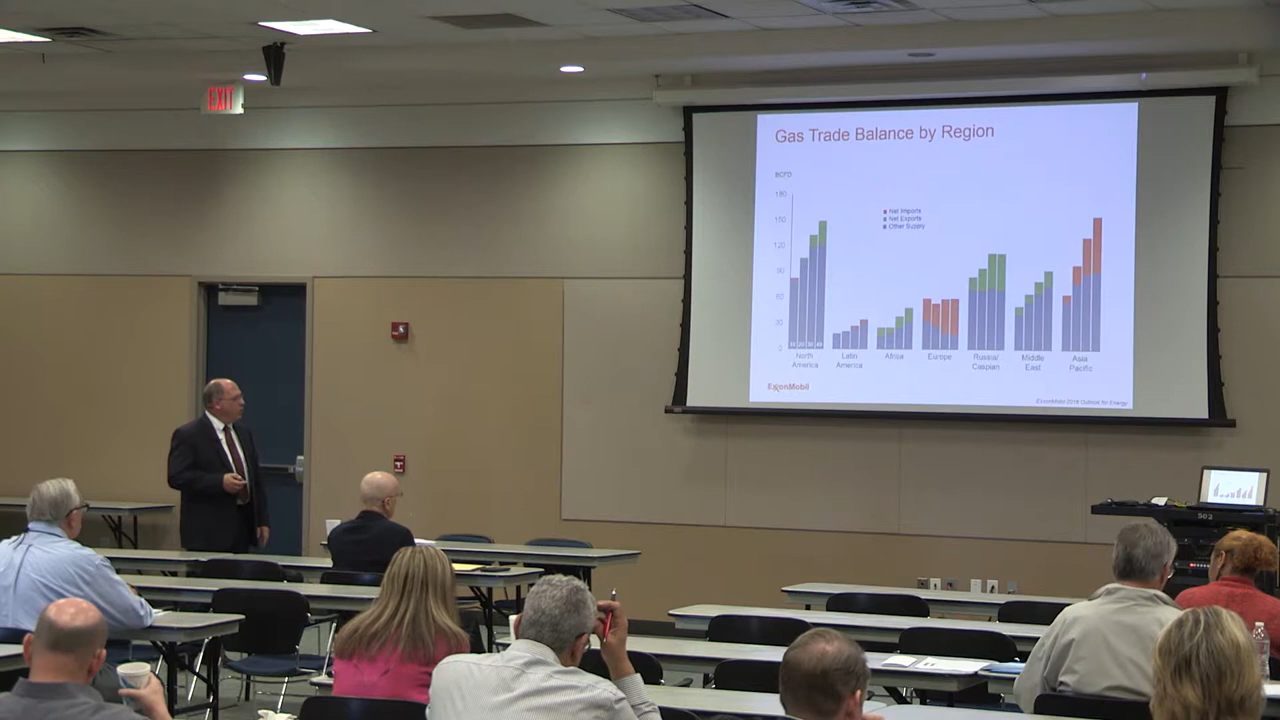 EXIT
Gas Trade Balance by Region
BCFD
180
150
120
90
60
30
0
Net Imports
Net Exports
Other Supply
North America
Latin America
Africa
Europe
Russia/ Caspian
Middle East
Asia Pacific
ExxonMobil
ExxonMobil 2018 Outlook for Energy